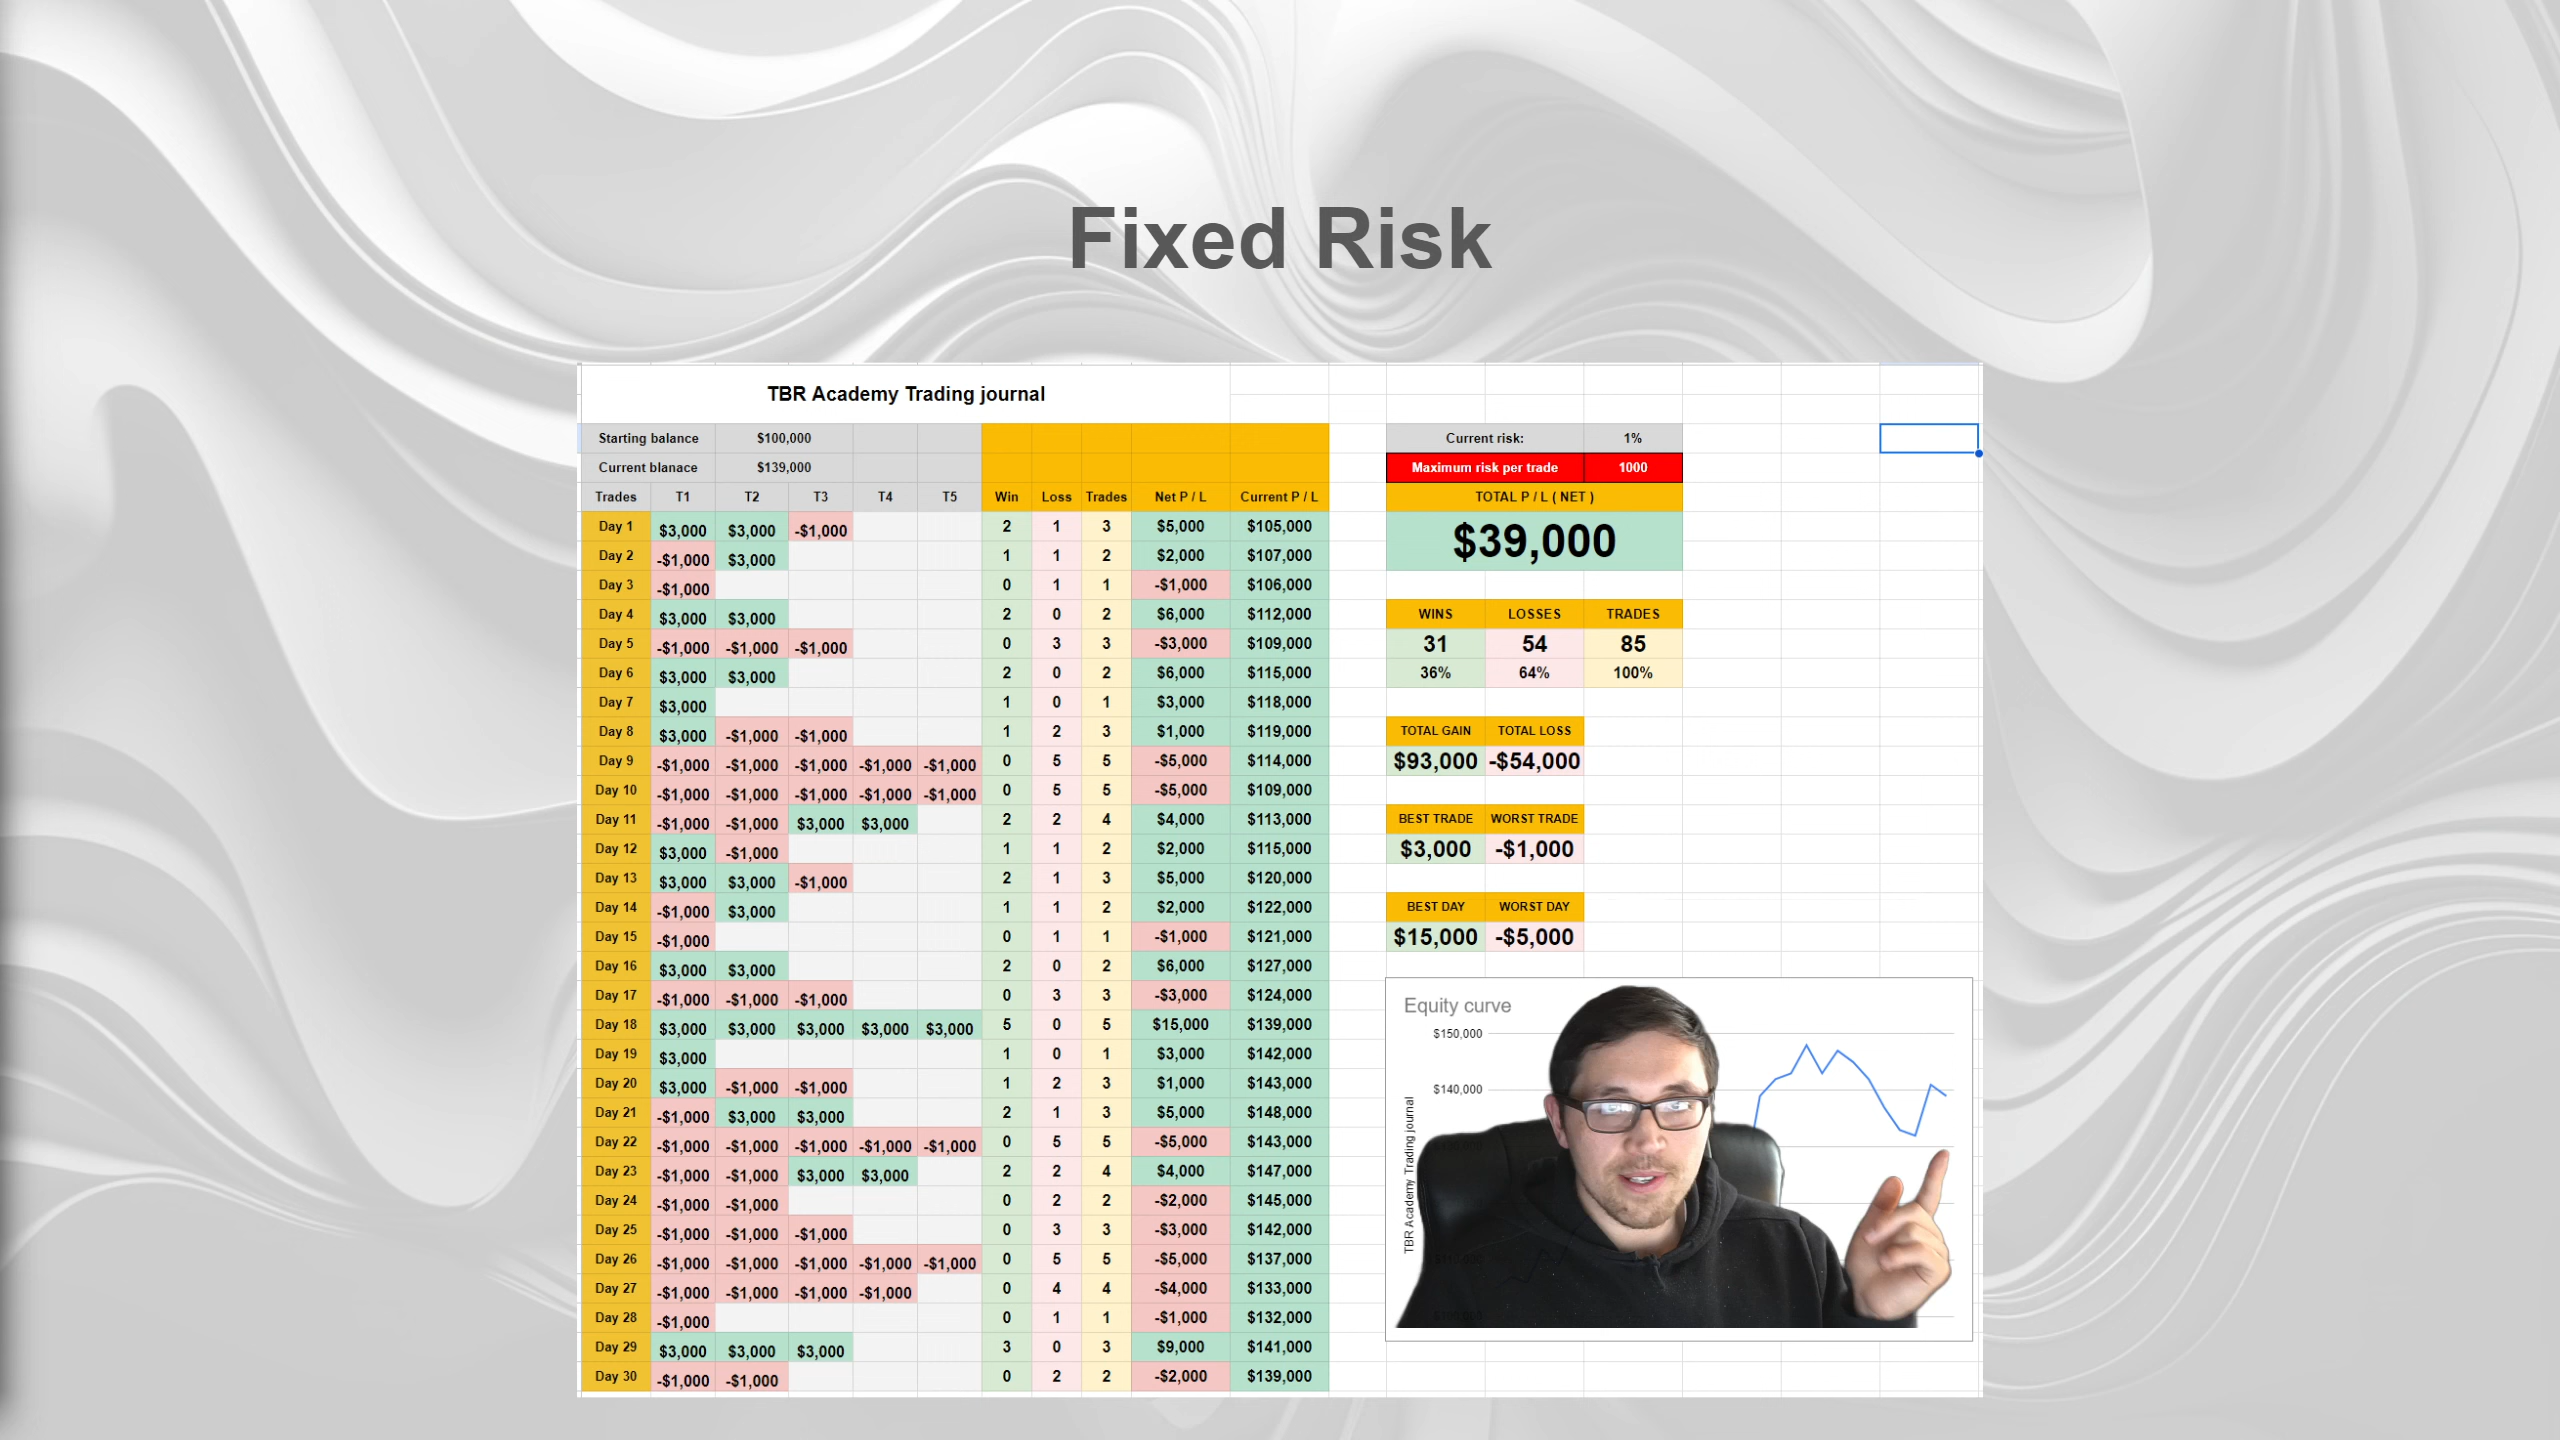 Fixed Risk
TBR Academy Trading journal
Starting balance $100,000
Current blanace $139,000
Trades T1 T2 T3 T4 T5 Win Loss Trades Net P / L Current P / L
Day 1 $3,000 $3,000 -$1,000 2 1 3 $5,000 $105,000
Day 2 -$1,000 $3,000 1 1 2 $2,000 $107,000
Day 3 -$1,000 0 1 1 -$1,000 $106,000
Day 4 $3,000 $3,000 2 0 2 $6,000 $112,000
Day 5 -$1,000 -$1,000 -$1,000 0 3 3 -$3,000 $109,000
Day 6 $3,000 $3,000 2 0 2 $6,000 $115,000
Day 7 $3,000 1 0 1 $3,000 $118,000
Day 8 $3,000 -$1,000 -$1,000 1 2 3 $1,000 $119,000
Day 9 -$1,000 -$1,000 -$1,000 -$1,000 -$1,000 0 5 5 -$5,000 $114,000
Day 10 -$1,000 -$1,000 -$1,000 -$1,000 -$1,000 0 5 5 -$5,000 $109,000
Day 11 -$1,000 -$1,000 $3,000 $3,000 2 2 4 $4,000 $113,000
Day 12 $3,000 -$1,000 1 1 2 $2,000 $115,000
Day 13 $3,000 $3,000 -$1,000 2 1 3 $5,000 $120,000
Day 14 -$1,000 $3,000 1 1 2 $2,000 $122,000
Day 15 -$1,000 0 1 1 -$1,000 $121,000
Day 16 $3,000 $3,000 2 0 2 $6,000 $127,000
Day 17 -$1,000 -$1,000 -$1,000 0 3 3 -$3,000 $124,000
Day 18 $3,000 $3,000 $3,000 $3,000 $3,000 5 0 5 $15,000 $139,000
Day 19 $3,000 1 0 1 $3,000 $142,000
Day 20 $3,000 -$1,000 -$1,000 1 2 3 $1,000 $143,000
Day 21 -$1,000 $3,000 $3,000 2 1 3 $5,000 $148,000
Day 22 -$1,000 -$1,000 -$1,000 -$1,000 -$1,000 0 5 5 -$5,000 $143,000
Day 23 -$1,000 -$1,000 $3,000 $3,000 2 2 4 $4,000 $147,000
Day 24 -$1,000 -$1,000 0 2 2 -$2,000 $145,000
Day 25 -$1,000 -$1,000 -$1,000 0 3 3 -$3,000 $142,000
Day 26 -$1,000 -$1,000 -$1,000 -$1,000 -$1,000 0 5 5 -$5,000 $137,000
Day 27 -$1,000 -$1,000 -$1,000 -$1,000 0 4 4 -$4,000 $133,000
Day 28 -$1,000 0 1 1 -$1,000 $132,000
Day 29 $3,000 $3,000 $3,000 3 0 3 $9,000 $141,000
Day 30 -$1,000 -$1,000 0 2 2 -$2,000 $139,000
Current risk: 1%
Maximum risk per trade 1000
TOTAL P / L ( NET )
$39,000
WINS LOSSES TRADES
31 54 85
36% 64% 100%
TOTAL GAIN TOTAL LOSS
$93,000 -$54,000
BEST TRADE WORST TRADE
$3,000 -$1,000
BEST DAY WORST DAY
$15,000 -$5,000
Equity curve
$150,000
$140,000
TBR Academy Trading journal